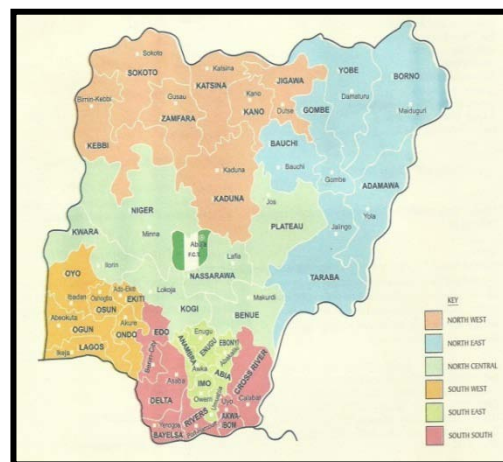 Sokoto
SOKOTO
Katsina
KATSINA
JIGAWA
YOBE
BORNO
Birnin-Kebbi
Gusau
Kano
KANO
Dutse
GOMBE
Damaturu
Maiduguri
ZAMFARA
KEBBI
BAUCHI
Bauchi
Kaduna
KADUNA
Gombe
ADAMAWA
NIGER
Jos
PLATEAU
Yola
Jalingo
KWARA
Minna
Abuja
F.C.T.
Lafia
NASSARAWA
TARABA
OYO
Ilorin
Ado-Ekiti
EKITI
Lokoja
Makurdi
KEY
NORTH WEST
NORTH EAST
NORTH CENTRAL
SOUTH WEST
SOUTH EAST
SOUTH SOUTH
Ibadan
Oshogbo
OSUN
KOGI
BENUE
Abeokuta
Akure
OGUN
ONDO
EDO
Enugu
ENUGU
EBONYI
Abakaliki
ANAMBRA
LAGOS
Ikeja
Benin-City
Awka
ABIA
CROSS RIVER
Asaba
IMO
DELTA
Owerri
Umuahia
Uyo
Calabar
RIVERS
AKWA-
IBOM
Yenogoa
BAYELSA